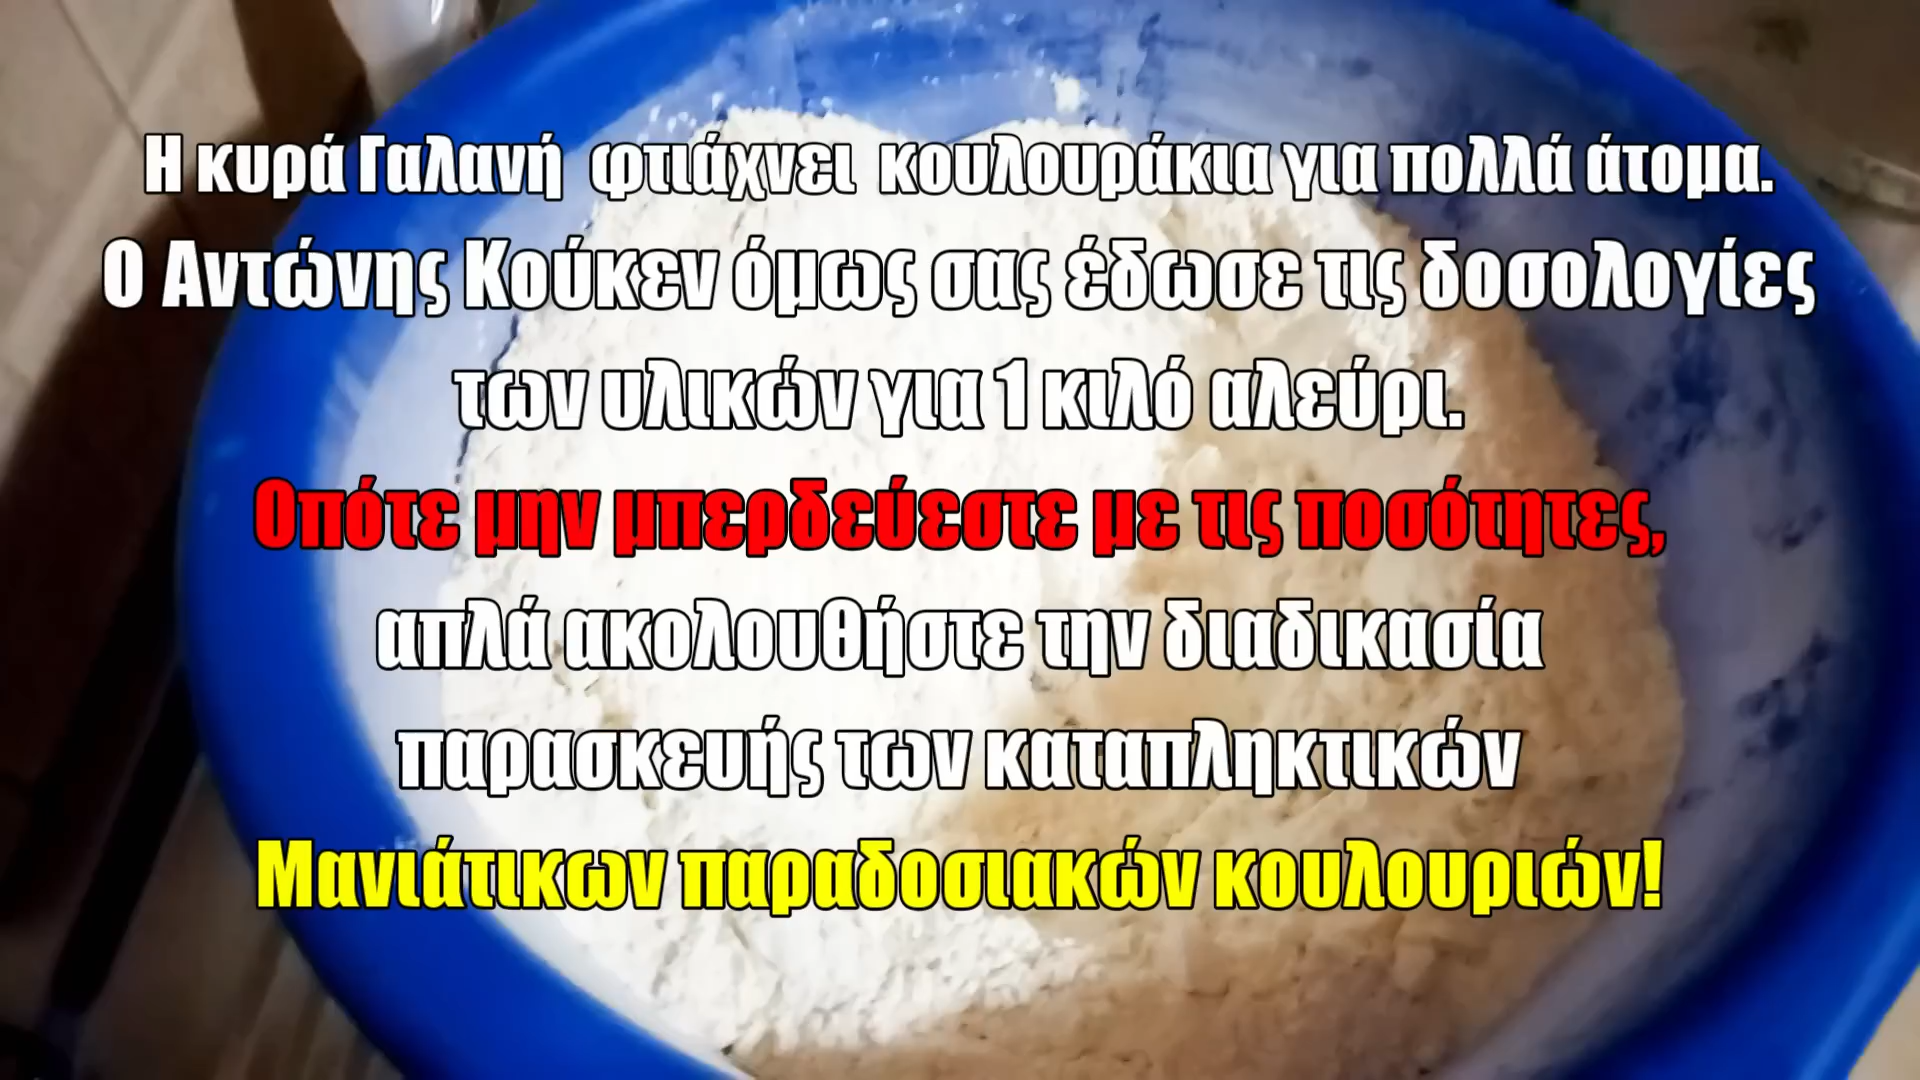 Η κυρά Γαλανή φτιάχνει κουλουράκια για πολλά άτομα.
Ο Αντώνης Κούκεν όμως σας έδωσε τις δοσολογίες
των υλικών για 1 κιλό αλεύρι.
Οπότε μην μπερδεύεστε με τις ποσότητες,
απλά ακολουθήστε την διαδικασία
παρασκευής των καταπληκτικών
Μανιάτικων παραδοσιακών κουλουριών!